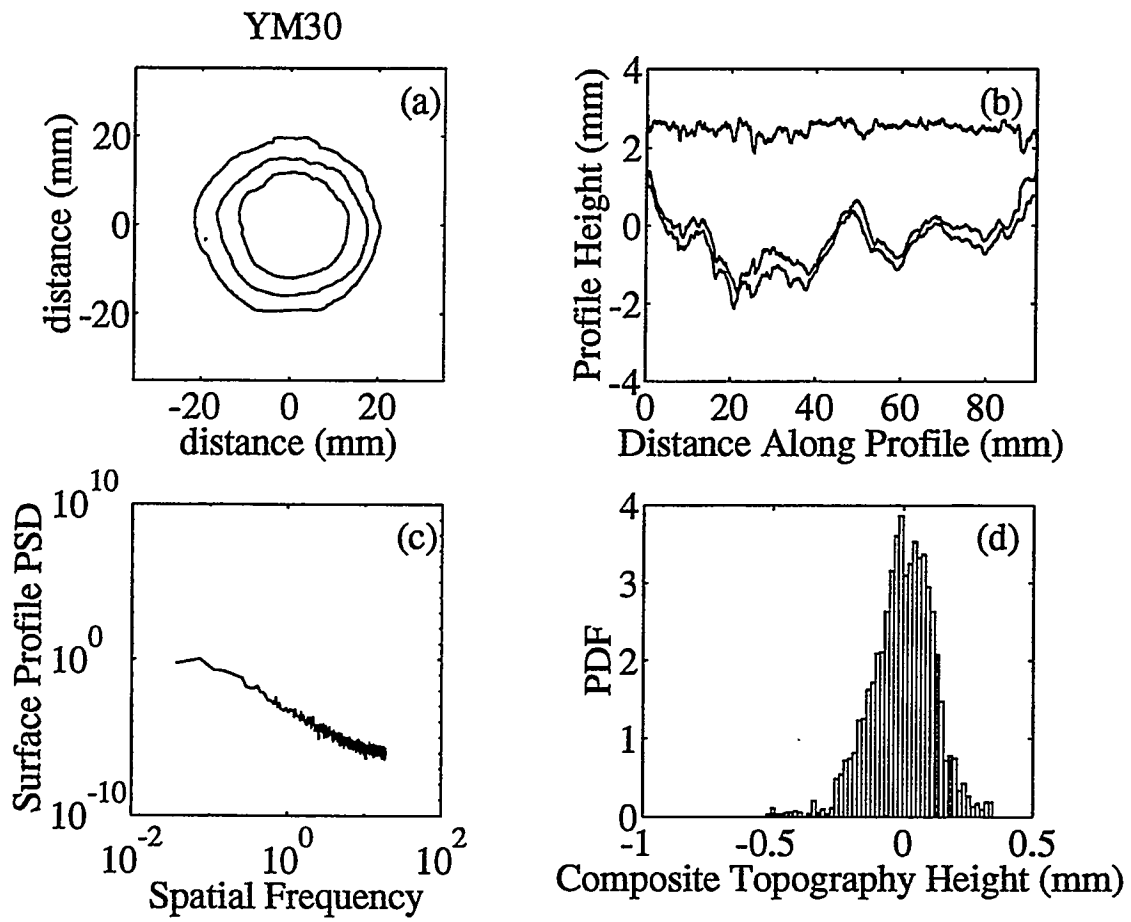 YM30
(a)
distance (mm)
20
0
-20
-20 0 20
distance (mm)
(b)
Profile Height (mm)
4
2
0
-2
-4
0 20 40 60 80
Distance Along Profile (mm)
(c)
Surface Profile PSD
10^10
10^0
10^-10
10^-2 10^0 10^2
Spatial Frequency
(d)
PDF
4
3
2
1
0
-1 -0.5 0 0.5
Composite Topography Height (mm)